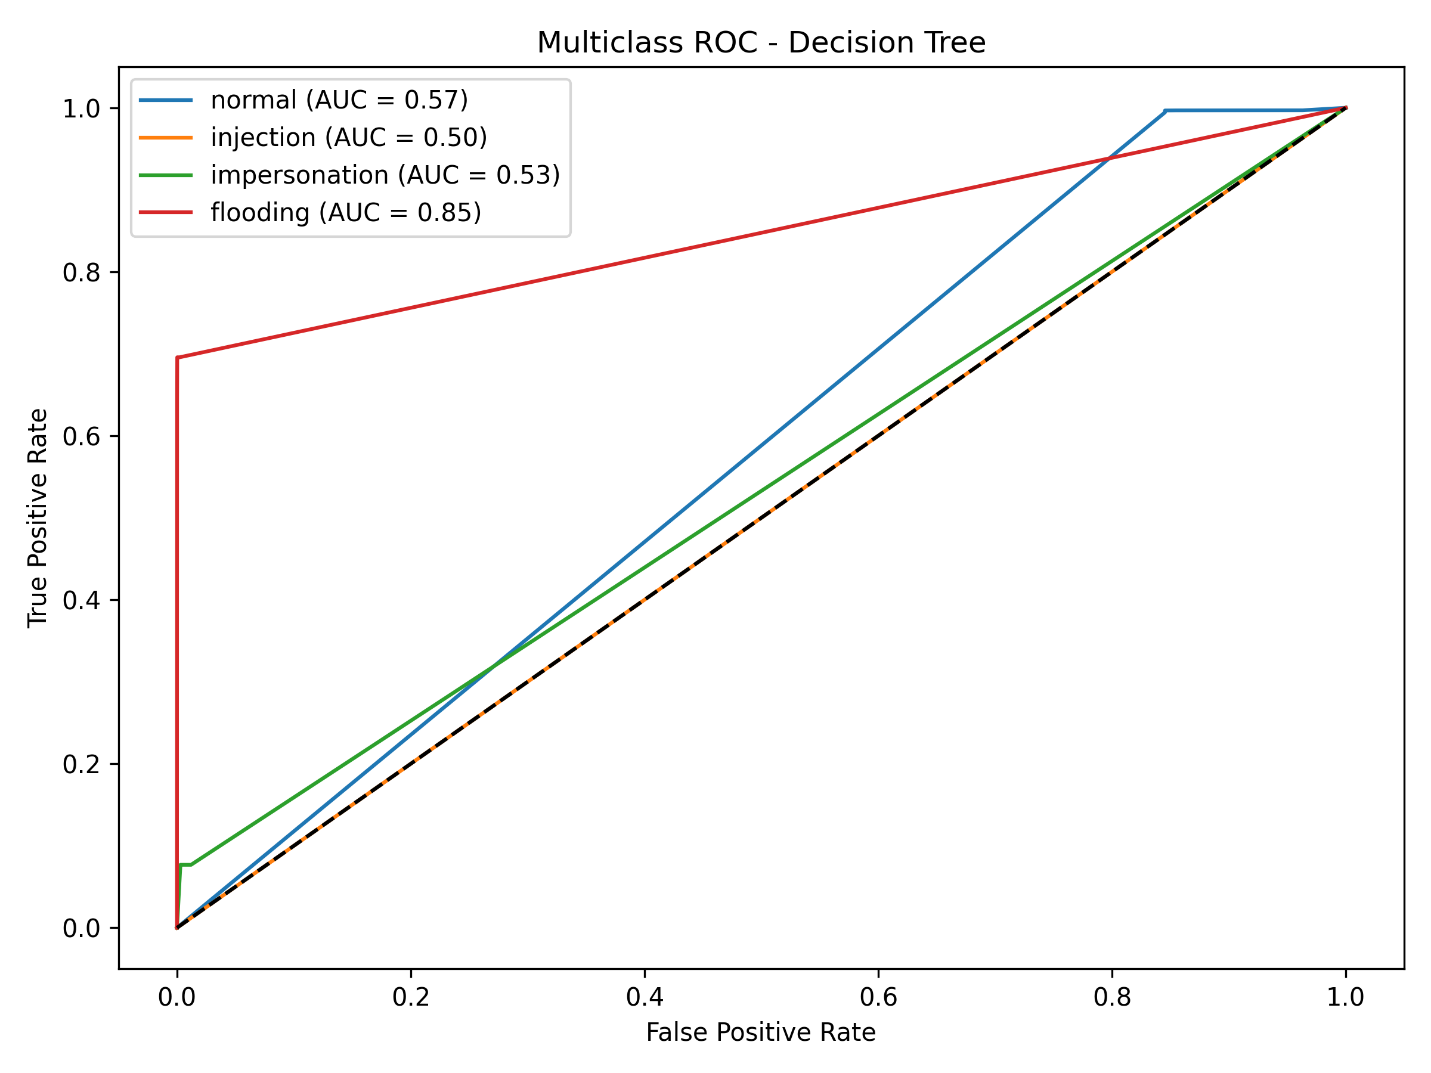 Multiclass ROC - Decision Tree
normal (AUC = 0.57)
injection (AUC = 0.50)
impersonation (AUC = 0.53)
flooding (AUC = 0.85)
True Positive Rate
1.0
0.8
0.6
0.4
0.2
0.0
0.0 0.2 0.4 0.6 0.8 1.0
False Positive Rate